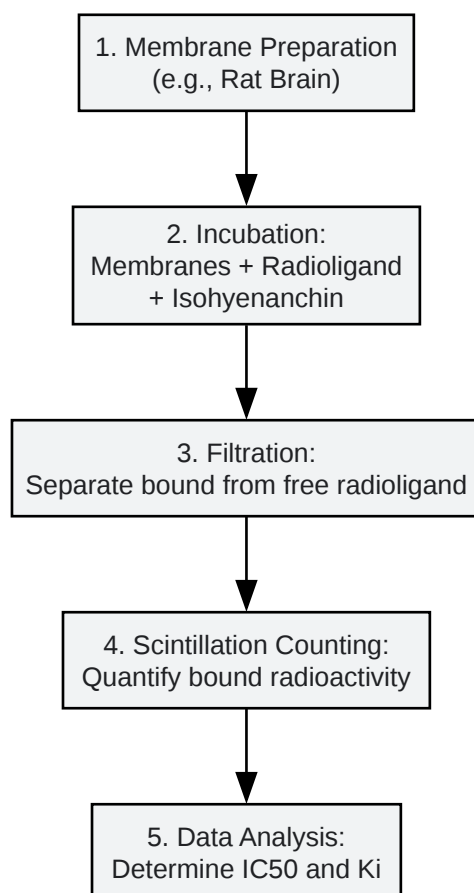 1. Membrane Preparation
(e.g., Rat Brain)
2. Incubation:
Membranes + Radioligand
+ Isohyenanchin
3. Filtration:
Separate bound from free radioligand
4. Scintillation Counting:
Quantify bound radioactivity
5. Data Analysis:
Determine IC50 and Ki